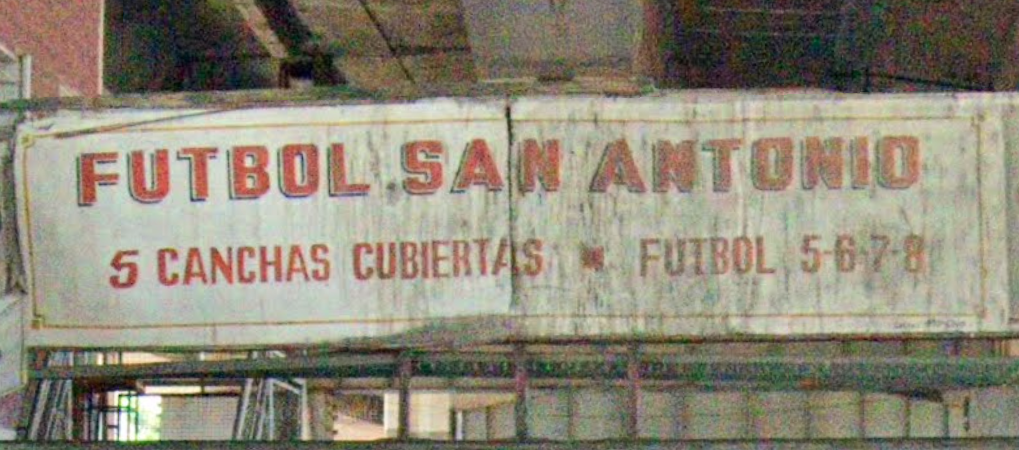 FUTBOL SAN ANTONIO
5 CANCHAS CUBIERTAS ▪ FUTBOL 5-6-7-8